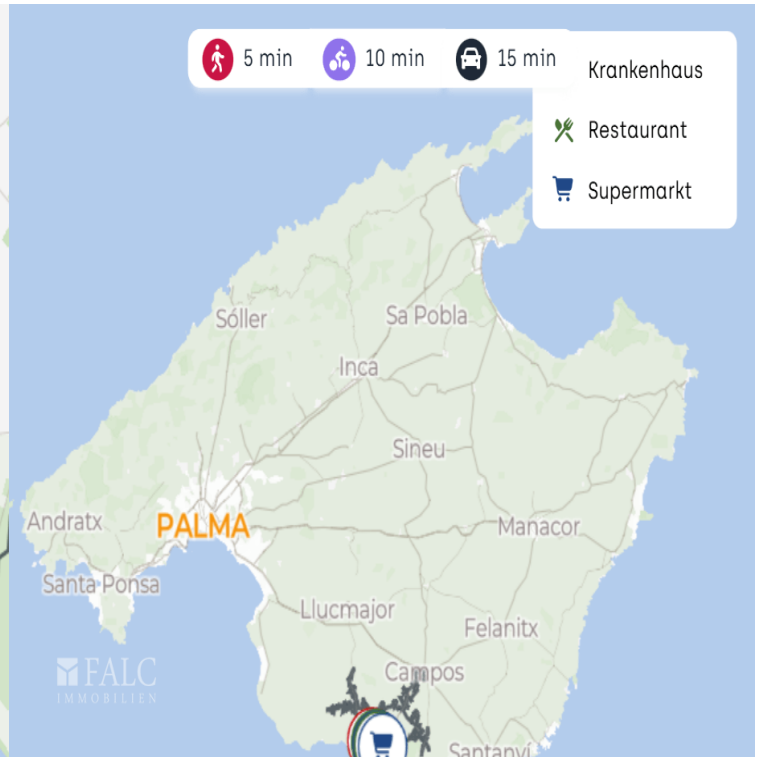 5 min 10 min 15 min
Krankenhaus
Restaurant
Supermarkt
Sóller
Sa Pobla
Inca
Sineu
Andratx
PALMA
Manacor
Santa Ponsa
Llucmajor
Felanitx
Campos
FALC
IMMOBILIEN
Santanyí